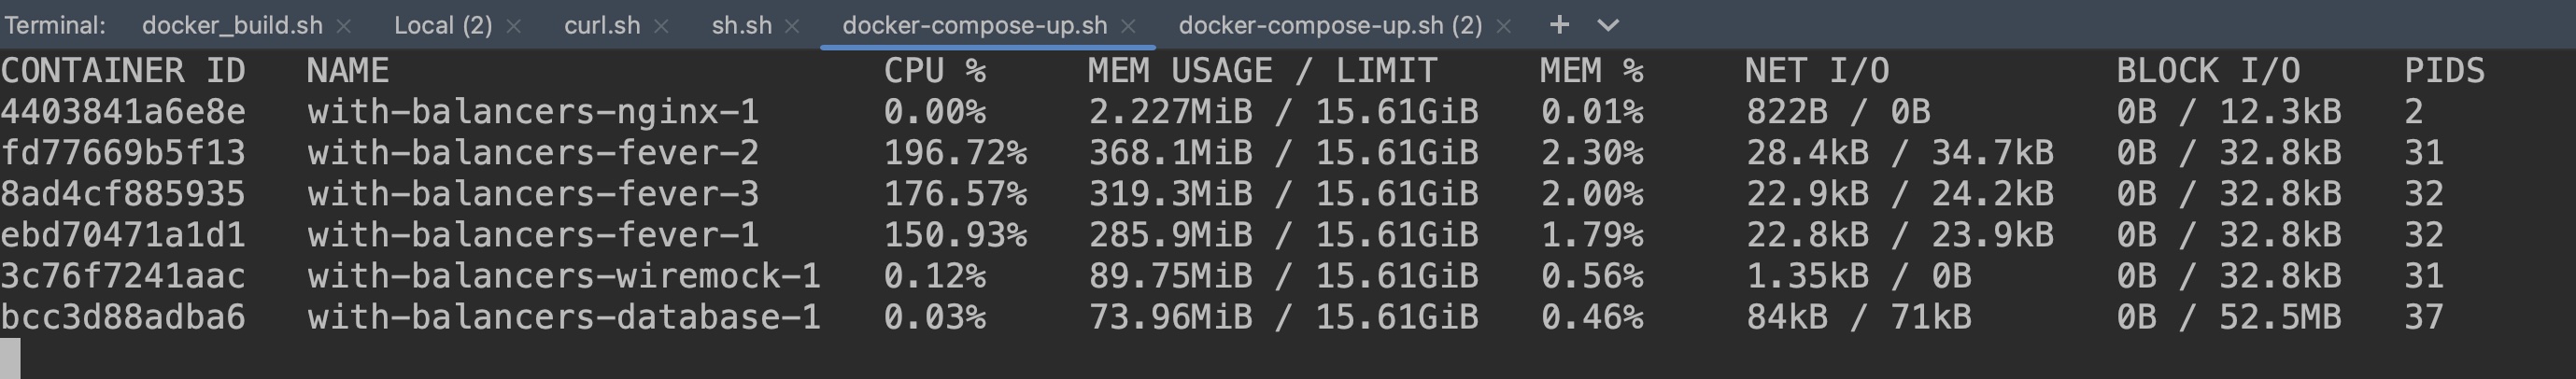 Terminal: docker_build.sh × Local (2) × curl.sh × sh.sh × docker-compose-up.sh × docker-compose-up.sh (2) × +
CONTAINER ID NAME CPU % MEM USAGE / LIMIT MEM % NET I/O BLOCK I/O PIDS
4403841a6e8e with-balancers-nginx-1 0.00% 2.227MiB / 15.61GiB 0.01% 822B / 0B 0B / 12.3kB 2
fd77669b5f13 with-balancers-fever-2 196.72% 368.1MiB / 15.61GiB 2.30% 28.4kB / 34.7kB 0B / 32.8kB 31
8ad4cf885935 with-balancers-fever-3 176.57% 319.3MiB / 15.61GiB 2.00% 22.9kB / 24.2kB 0B / 32.8kB 32
ebd70471a1d1 with-balancers-fever-1 150.93% 285.9MiB / 15.61GiB 1.79% 22.8kB / 23.9kB 0B / 32.8kB 32
3c76f7241aac with-balancers-wiremock-1 0.12% 89.75MiB / 15.61GiB 0.56% 1.35kB / 0B 0B / 32.8kB 31
bcc3d88adba6 with-balancers-database-1 0.03% 73.96MiB / 15.61GiB 0.46% 84kB / 71kB 0B / 52.5MB 37